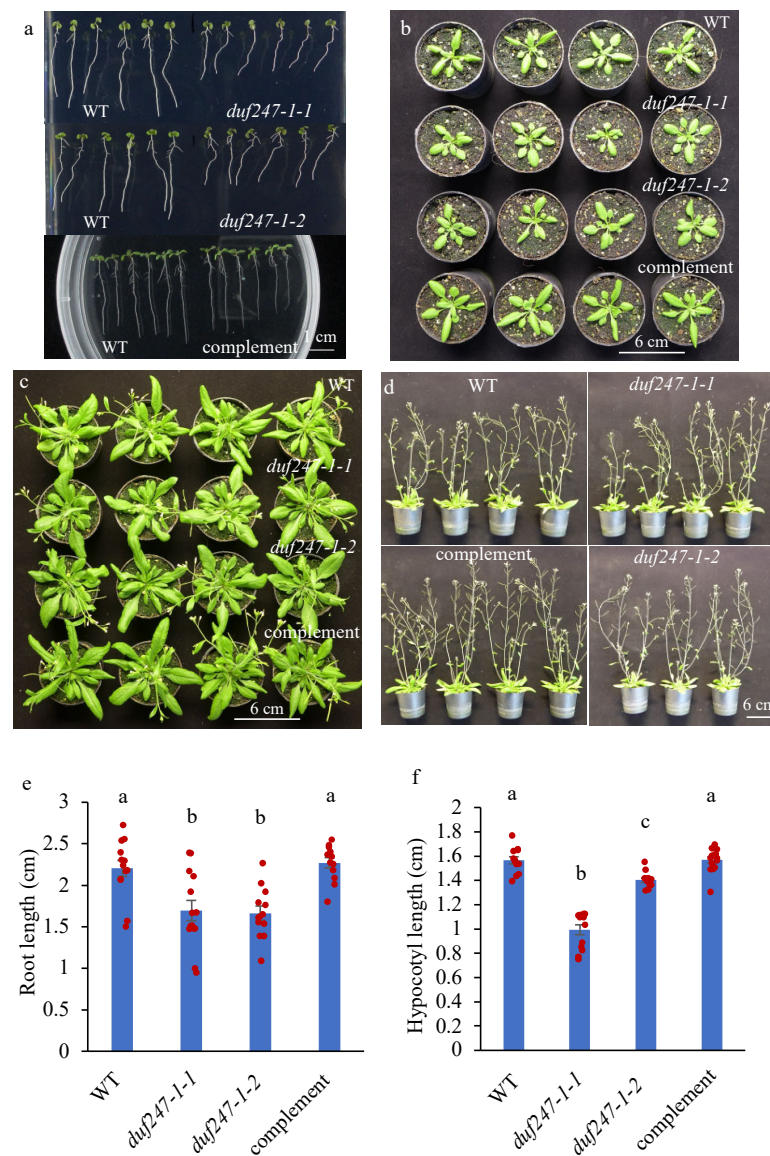 a
WT
duf247-1-1
WT
duf247-1-2
WT
complement
1 cm
b
WT
duf247-1-1
duf247-1-2
complement
6 cm
c
WT
duf247-1-1
duf247-1-2
complement
6 cm
d
WT
duf247-1-1
complement
duf247-1-2
6 cm
e
Root length (cm)
3
2.5
2
1.5
1
0.5
0
a
b
b
a
WT
duf247-1-1
duf247-1-2
complement
f
Hypocotyl length (cm)
2
1.8
1.6
1.4
1.2
1
0.8
0.6
0.4
0.2
0
a
b
c
a
WT
duf247-1-1
duf247-1-2
complement